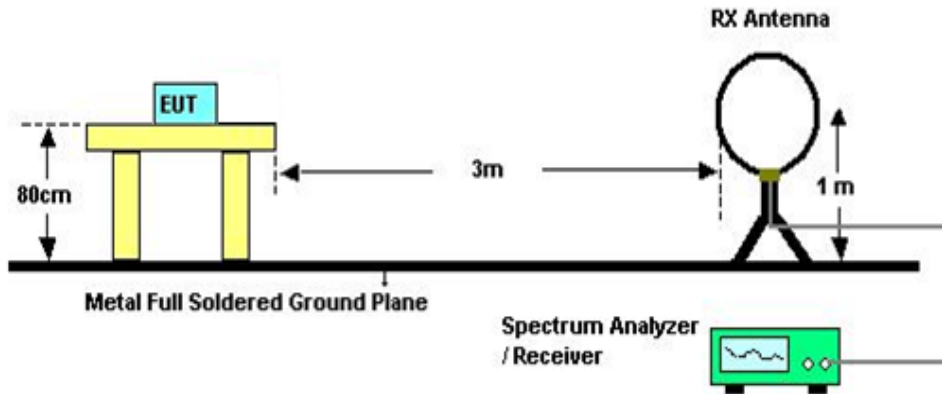 RX Antenna
EUT
80cm
3m
1 m
Metal Full Soldered Ground Plane
Spectrum Analyzer
/ Receiver